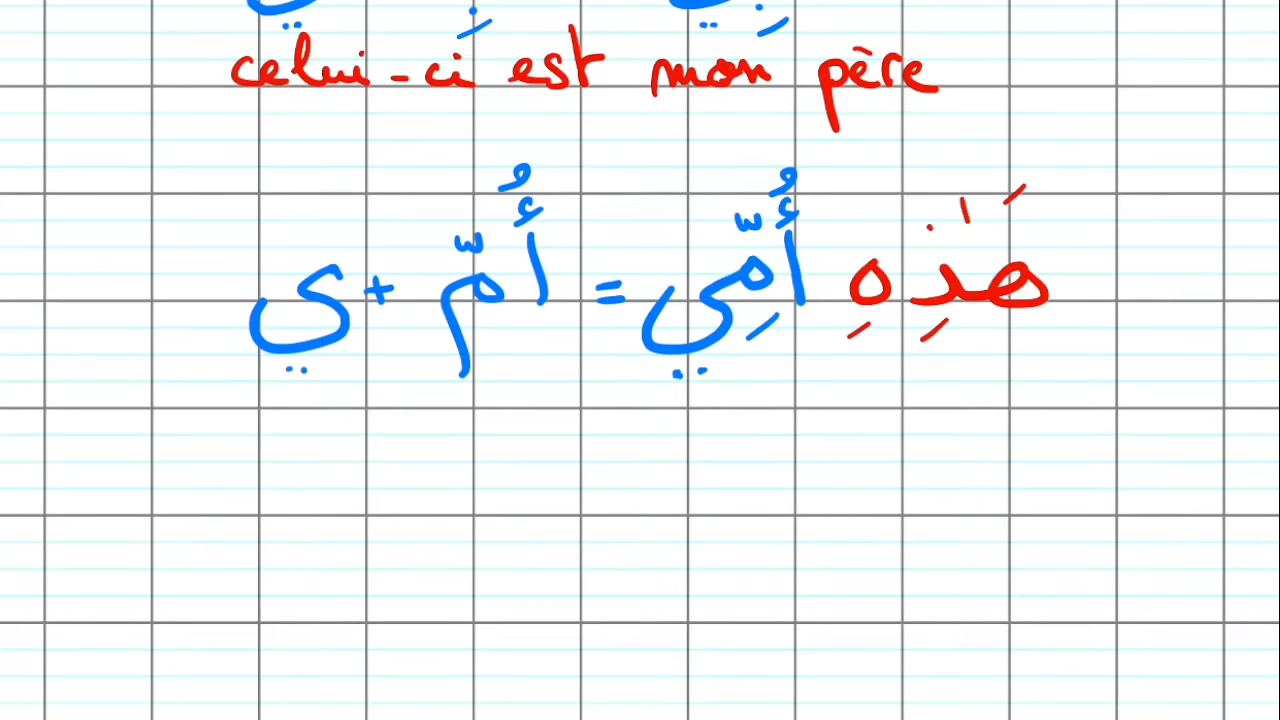 celui-ci est mon père
هَٰذِهِ أُمِّي = أُمّ + ي